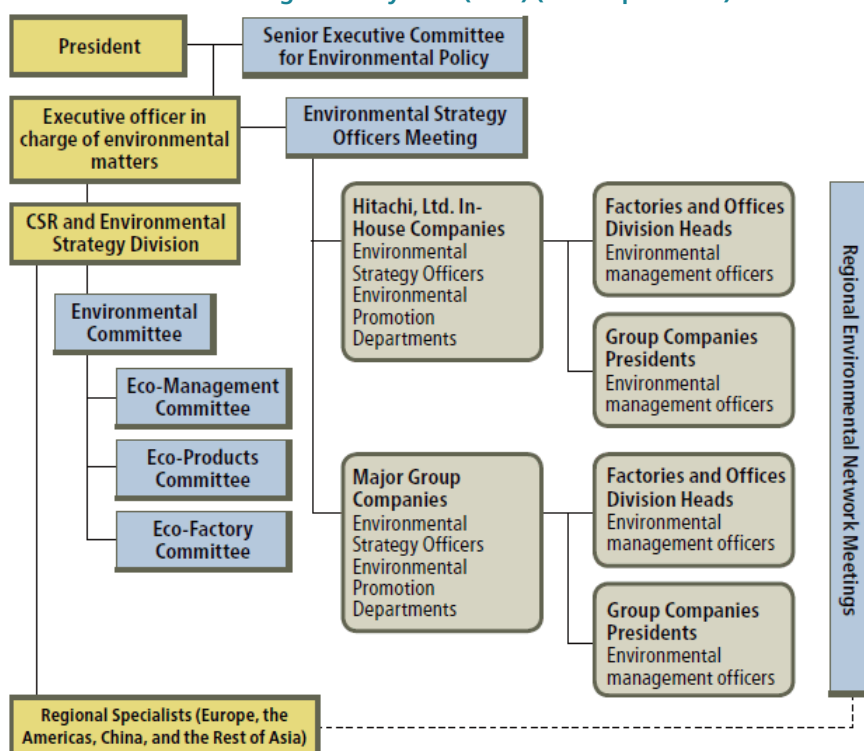 President
Senior Executive Committee
for Environmental Policy
Executive officer in
charge of environmental
matters
Environmental Strategy
Officers Meeting
CSR and Environmental
Strategy Division
Environmental
Committee
Eco-Management
Committee
Eco-Products
Committee
Eco-Factory
Committee
Hitachi, Ltd. In-
House Companies
Environmental
Strategy Officers
Environmental
Promotion
Departments
Factories and Offices
Division Heads
Environmental
management officers
Group Companies
Presidents
Environmental
management officers
Major Group
Companies
Environmental
Strategy Officers
Environmental
Promotion
Departments
Factories and Offices
Division Heads
Environmental
management officers
Group Companies
Presidents
Environmental
management officers
Regional Environmental Network Meetings
Regional Specialists (Europe, the
Americas, China, and the Rest of Asia)